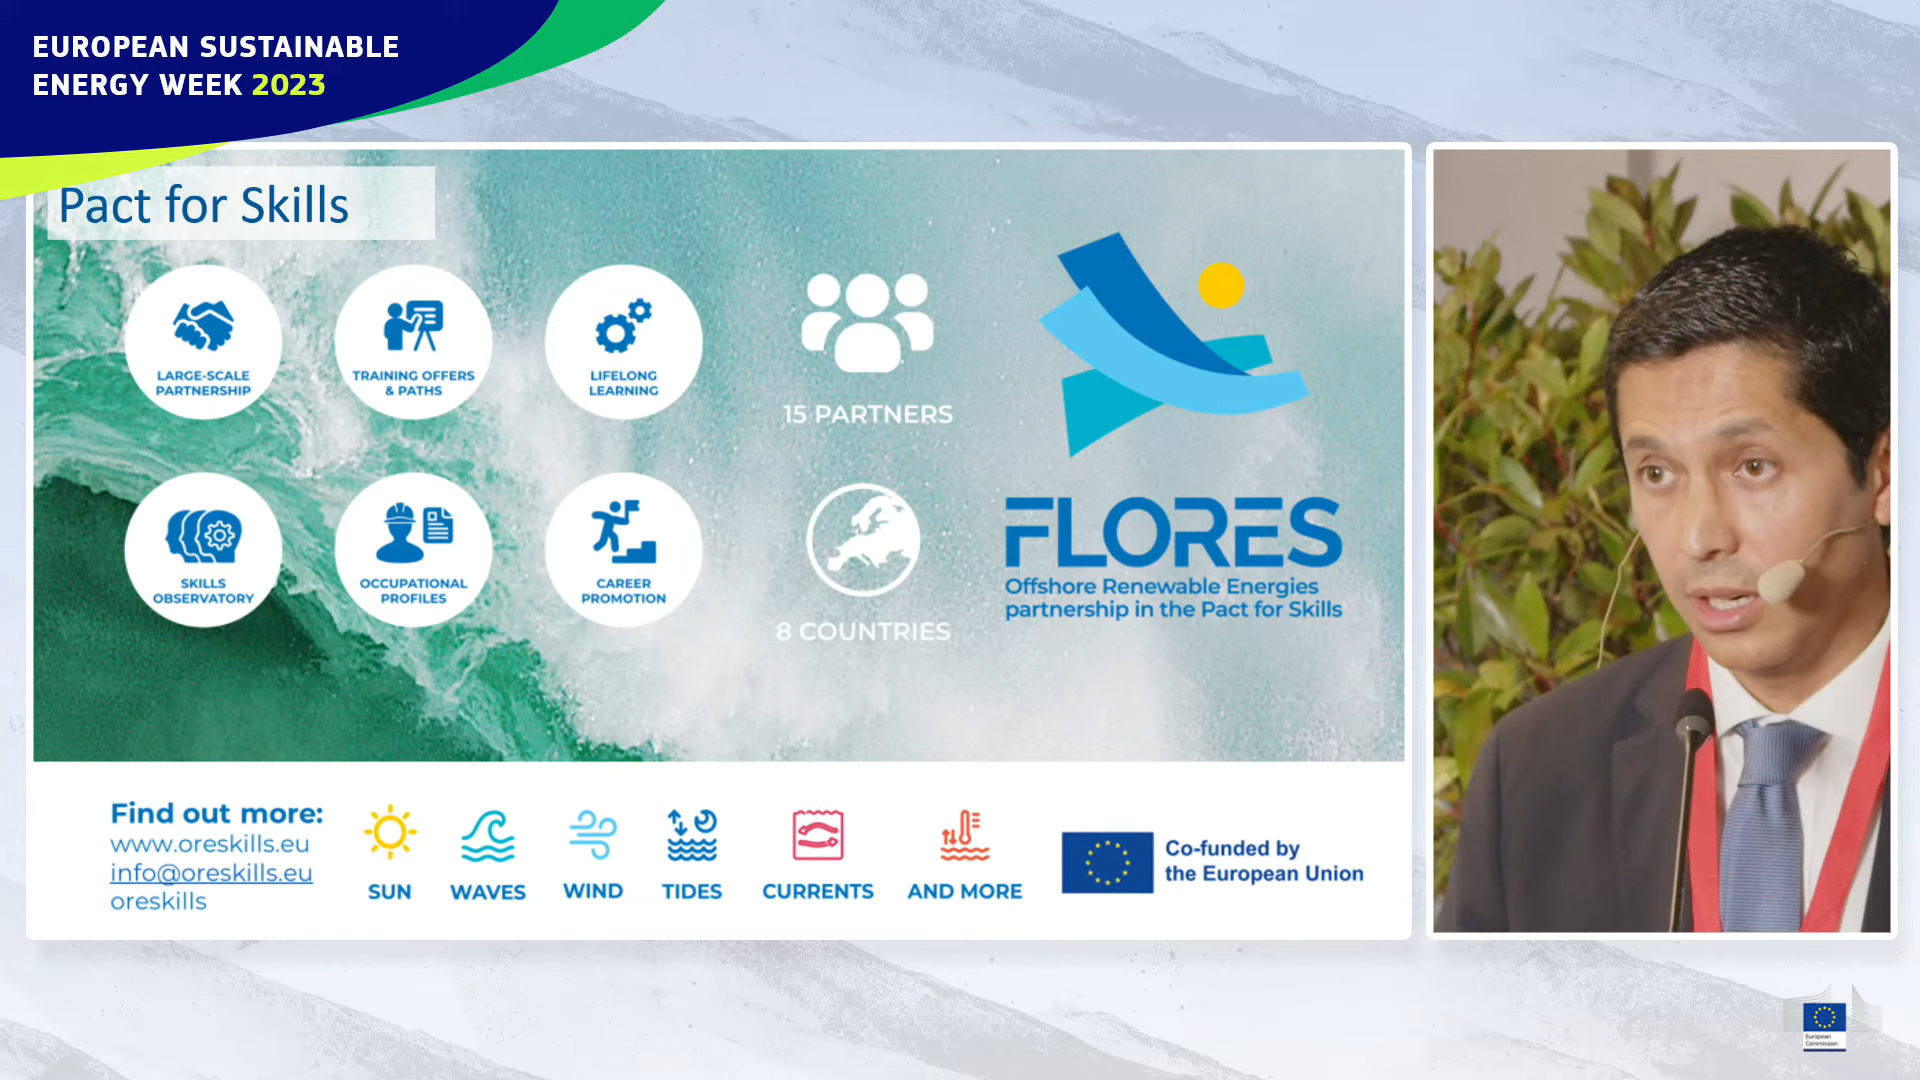 EUROPEAN SUSTAINABLE
ENERGY WEEK 2023
Pact for Skills
LARGE-SCALE
PARTNERSHIP
TRAINING OFFERS
& PATHS
LIFELONG
LEARNING
15 PARTNERS
SKILLS
OBSERVATORY
OCCUPATIONAL
PROFILES
CAREER
PROMOTION
8 COUNTRIES
FLORES
Offshore Renewable Energies
partnership in the Pact for Skills
Find out more:
www.oreskills.eu
info@oreskills.eu
oreskills
SUN
WAVES
WIND
TIDES
CURRENTS
AND MORE
Co-funded by
the European Union
European
Commission